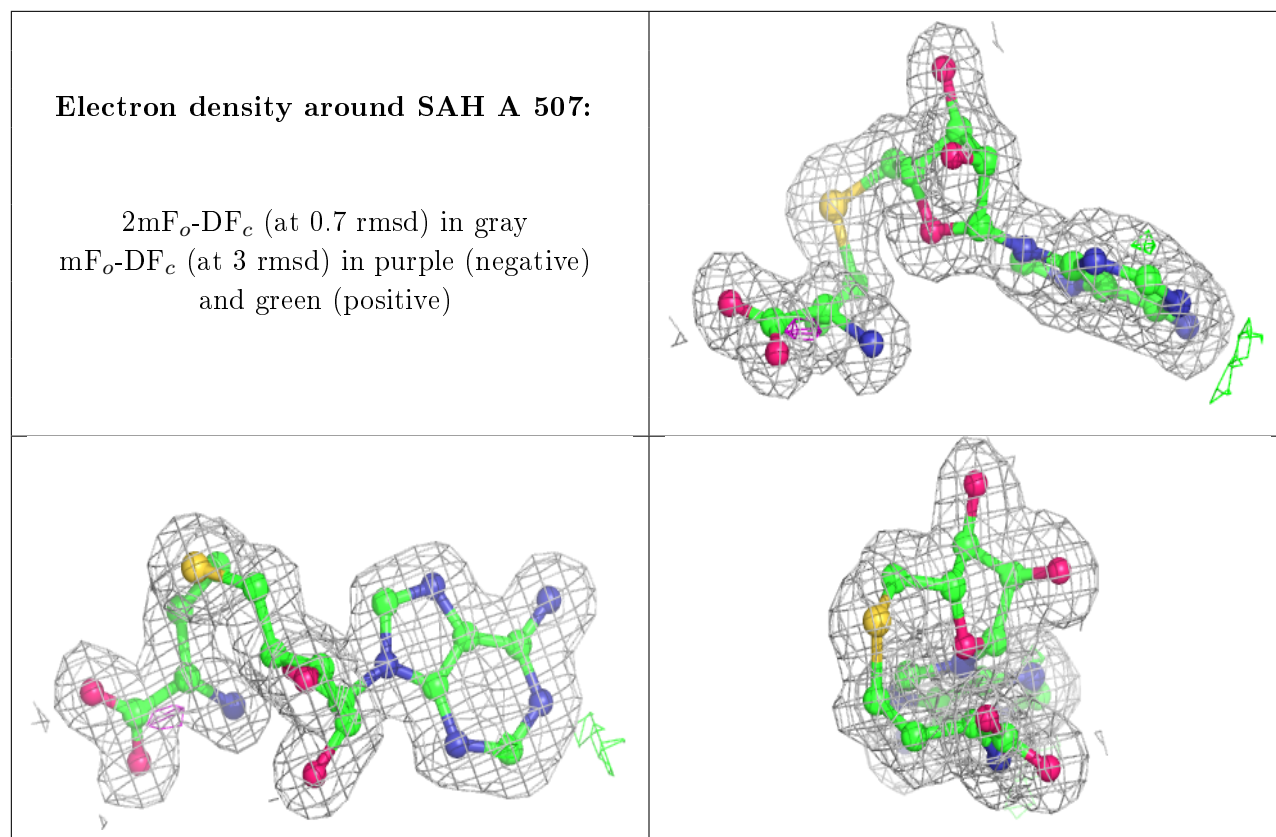 Electron density around SAH A 507:
2mFo-DFc (at 0.7 rmsd) in gray
mFo-DFc (at 3 rmsd) in purple (negative)
and green (positive)